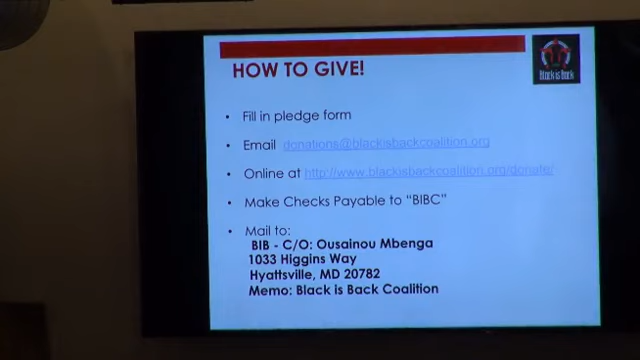 HOW TO GIVE!
Black is Back
• Fill in pledge form
• Email donations@blackisbackcoalition.org
• Online at http://www.blackisbackcoalition.org/donate/
• Make Checks Payable to "BIBC"
• Mail to:
BIB - C/O: Ousainou Mbenga
1033 Higgins Way
Hyattsville, MD 20782
Memo: Black is Back Coalition